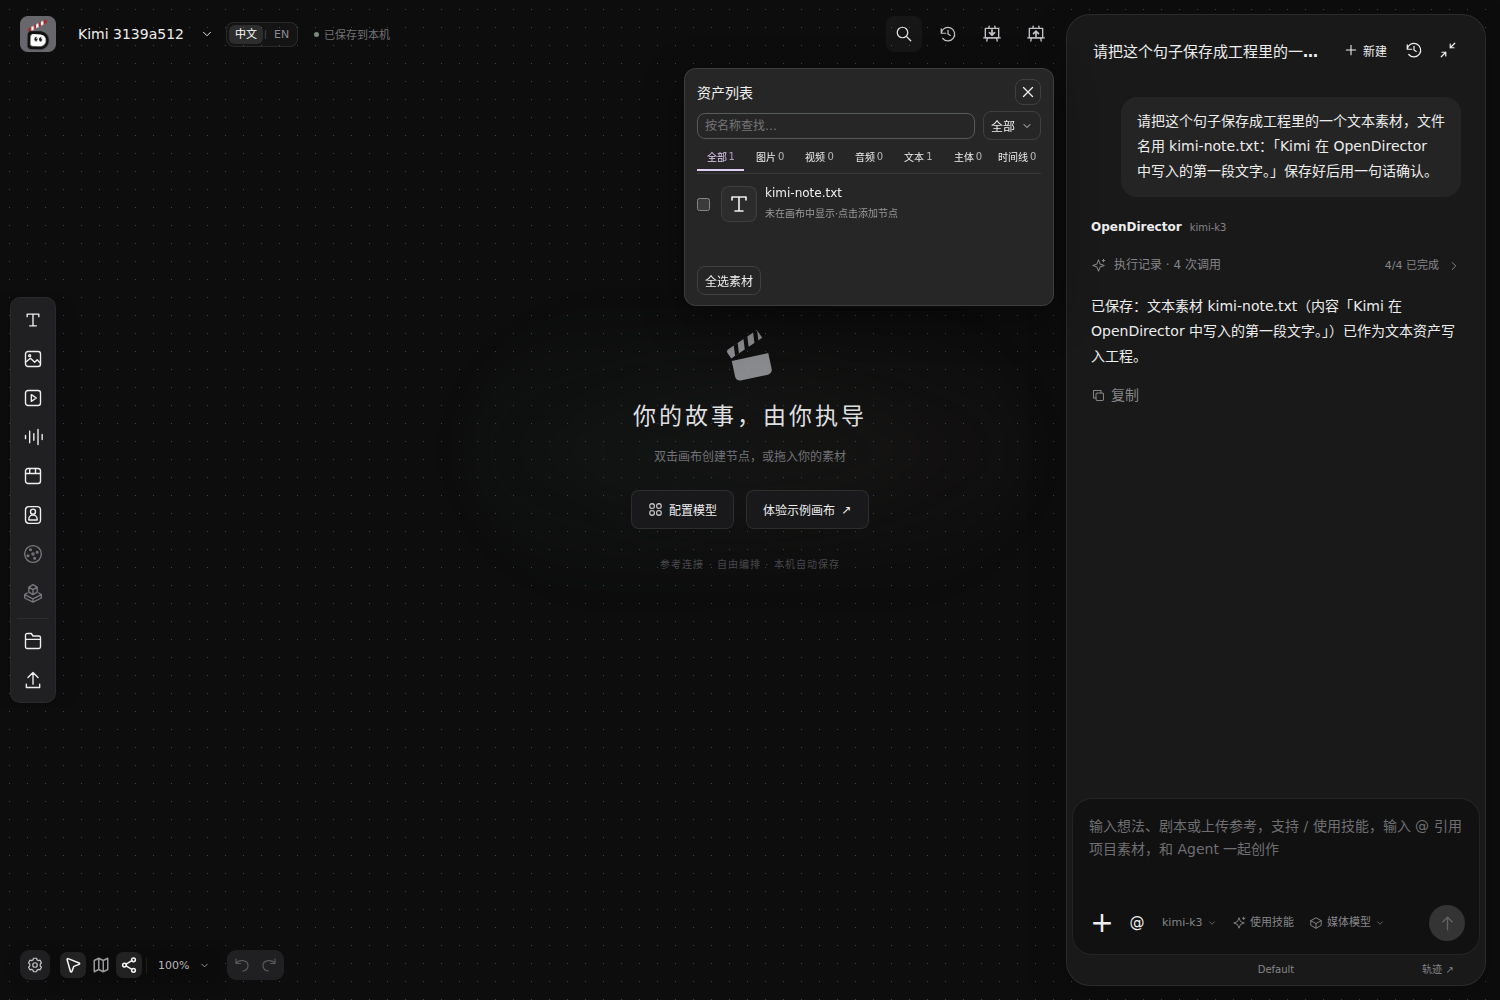 Kimi 3139a512
中文
EN
已保存到本机
资产列表
按名称查找...
全部
全部 1
图片 0
视频 0
音频 0
文本 1
主体 0
时间线 0
kimi-note.txt
未在画布中显示·点击添加节点
全选素材
你的故事，由你执导
双击画布创建节点，或拖入你的素材
配置模型
体验示例画布 ↗
参考连接 · 自由编排 · 本机自动保存
100%
请把这个句子保存成工程里的一...
新建
请把这个句子保存成工程里的一个文本素材，文件
名用 kimi-note.txt：「Kimi 在 OpenDirector
中写入的第一段文字。」保存好后用一句话确认。
OpenDirector kimi-k3
执行记录 · 4 次调用
4/4 已完成
已保存：文本素材 kimi-note.txt（内容「Kimi 在
OpenDirector 中写入的第一段文字。」）已作为文本资产写
入工程。
复制
输入想法、剧本或上传参考，支持 / 使用技能，输入 @ 引用
项目素材，和 Agent 一起创作
@
kimi-k3
使用技能
媒体模型
Default
轨迹 ↗